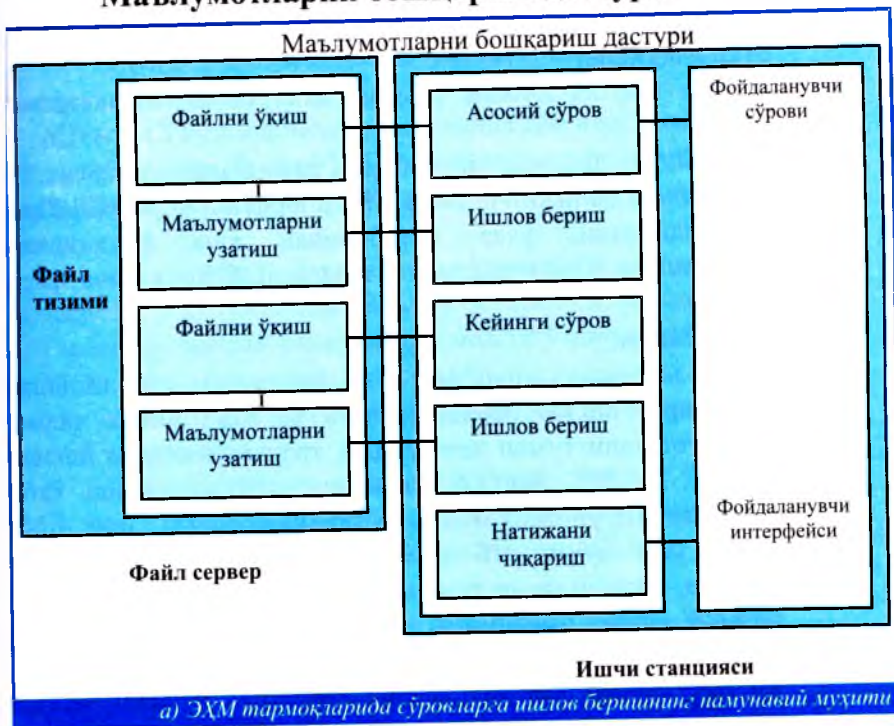 Маълумотларни бошқариш дастури
Файлни ўқиш
Маълумотларни
узатиш
Файл
тизими
Файлни ўқиш
Маълумотларни
узатиш
Файл сервер
Асосий сўров
Ишлов бериш
Кейинги сўров
Ишлов бериш
Натижани
чиқариш
Фойдаланувчи
сўрови
Фойдаланувчи
интерфейси
Ишчи станцияси
а) ЭҲМ тармоқларида сўровларга ишлов беришнинг намунавий муҳити